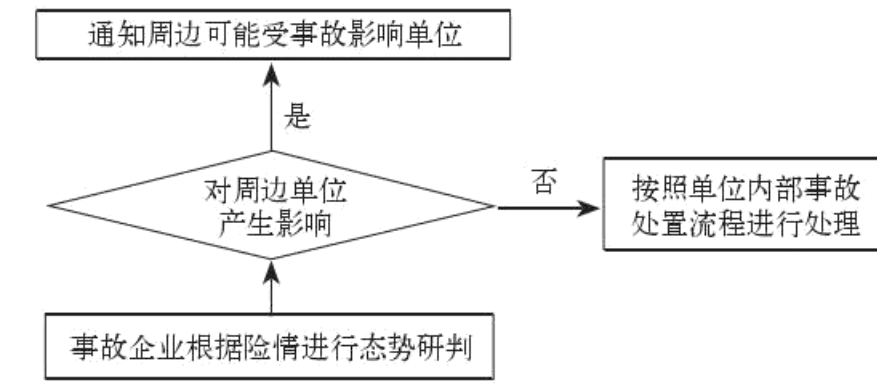 通知周边可能受事故影响单位
是
对周边单位
产生影响
否
按照单位内部事故
处置流程进行处理
事故企业根据险情进行态势研判